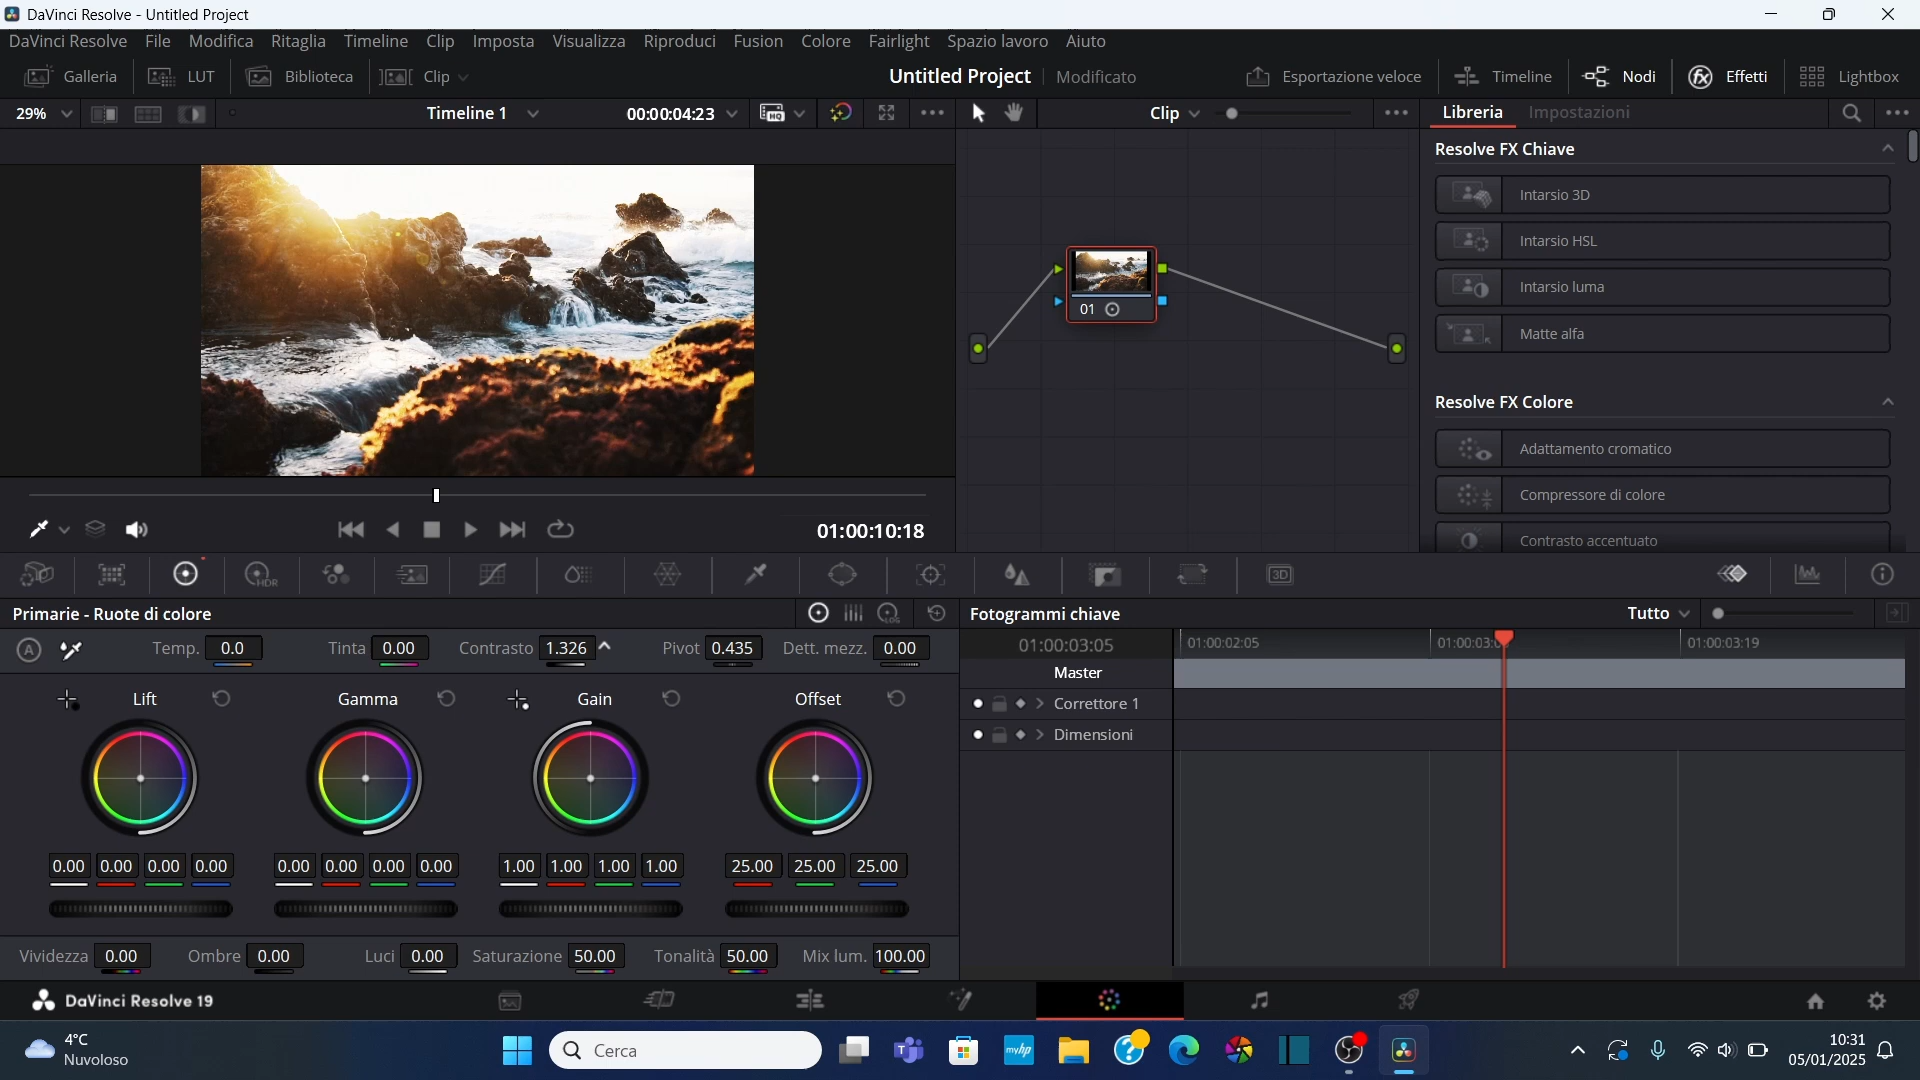 DaVinci Resolve - Untitled Project
DaVinci Resolve File Modifica Ritaglia Timeline Clip Imposta Visualizza Riproduci Fusion Colore Fairlight Spazio lavoro Aiuto
Galleria LUT Biblioteca Clip Untitled Project Modificato Esportazione veloce Timeline Nodi Effetti Lightbox
29% Timeline 1 00:00:04:23 HQ Clip Libreria Impostazioni
Resolve FX Chiave
Intarsio 3D
Intarsio HSL
Intarsio luma
01
Matte alfa
Resolve FX Colore
Adattamento cromatico
Compressore di colore
01:00:10:18
Contrasto accentuato
HDR 3D
Primarie - Ruote di colore LOG Fotogrammi chiave Tutto
A Temp. 0.0 Tinta 0.00 Contrasto 1.326 Pivot 0.435 Dett. mezz. 0.00
01:00:03:05 01:00:02:05 01:00:03:0 01:00:03:19
Master
Lift Gamma Gain Offset
Correttore 1
Dimensioni
0.00 0.00 0.00 0.00 0.00 0.00 0.00 0.00 1.00 1.00 1.00 1.00 25.00 25.00 25.00
Vividezza 0.00 Ombre 0.00 Luci 0.00 Saturazione 50.00 Tonalità 50.00 Mix lum. 100.00
DaVinci Resolve 19
4°C
Nuvoloso
Cerca
myhp
10:31
05/01/2025